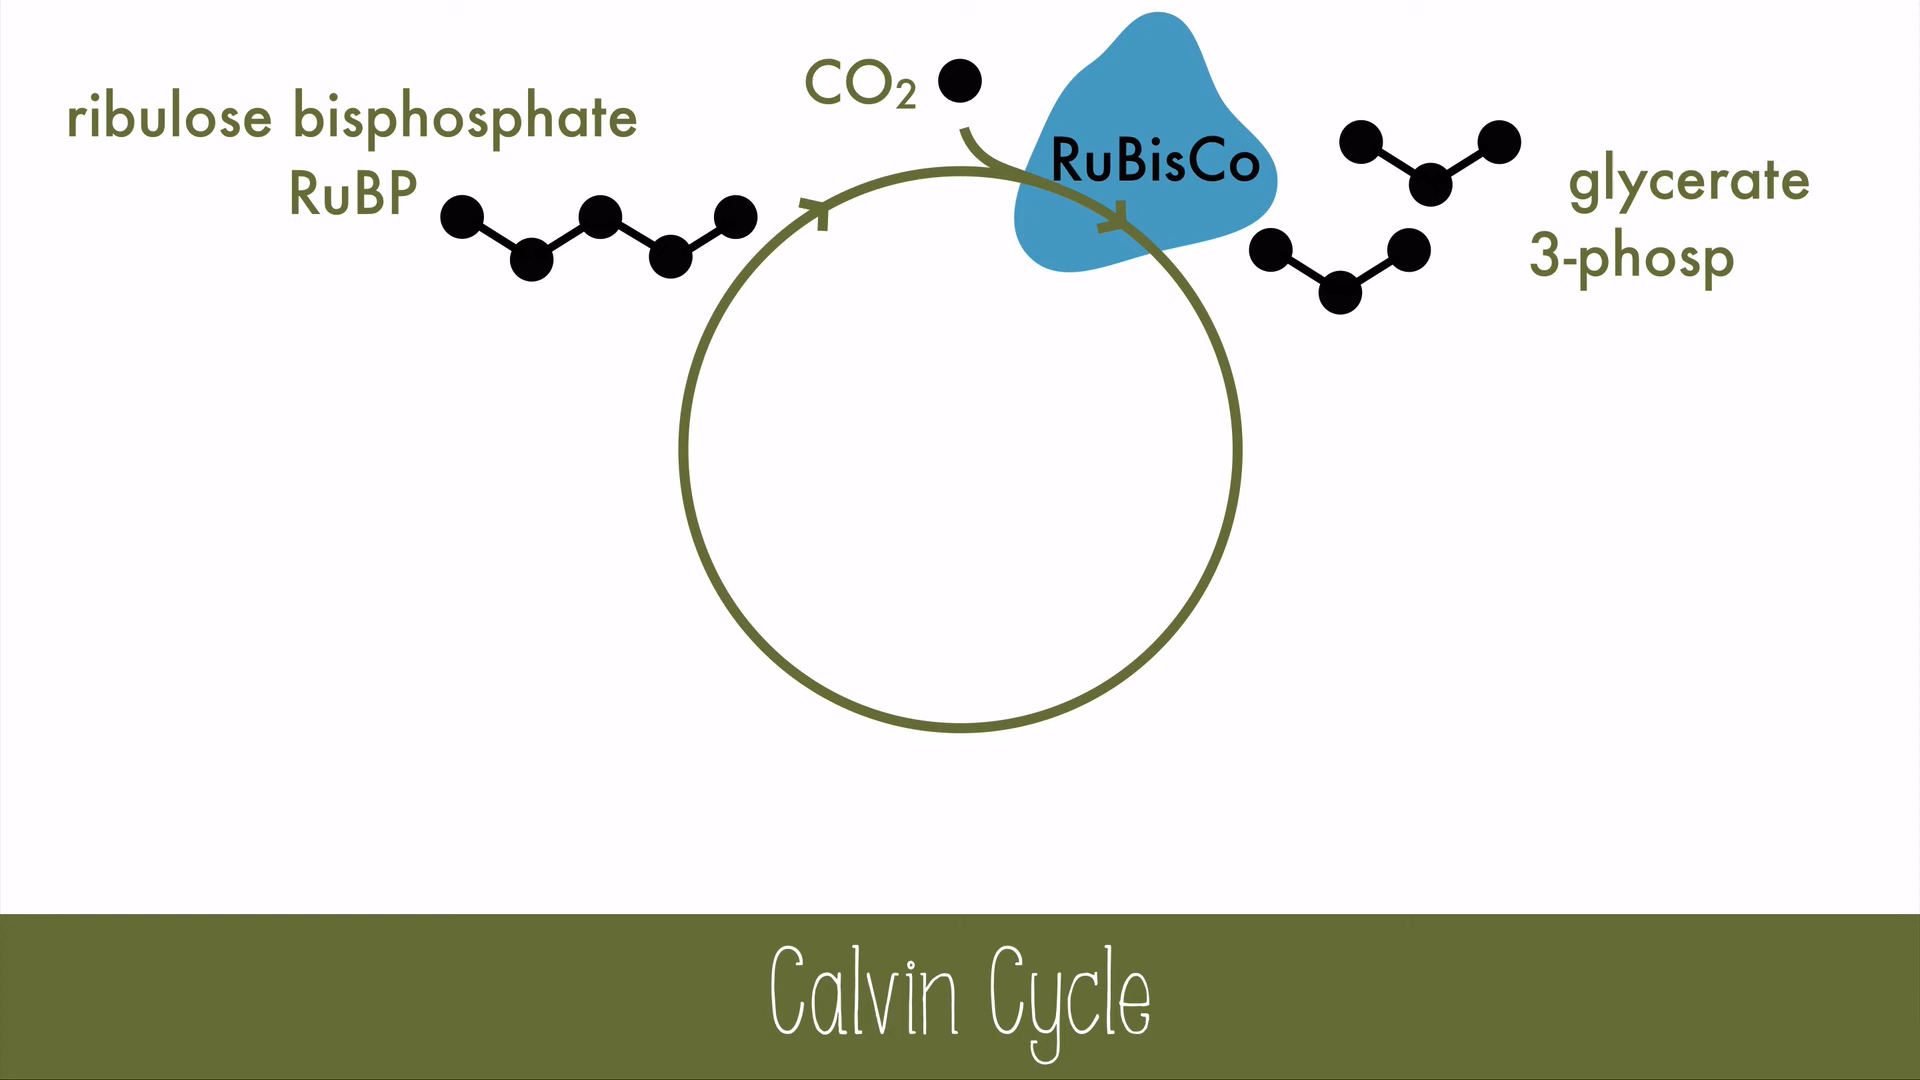 ribulose bisphosphate
RuBP
CO₂
RuBisCo
glycerate
3-phosp
Calvin Cycle